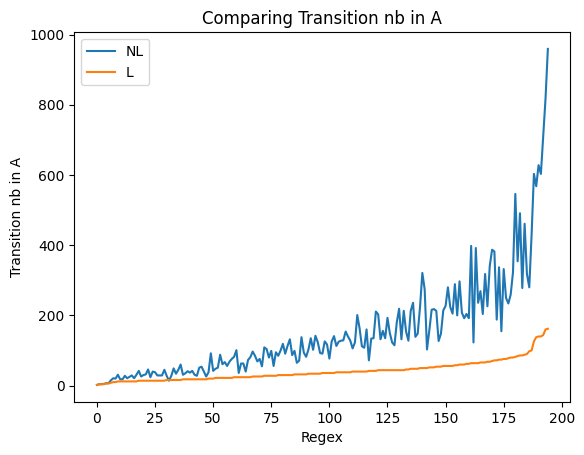 Comparing Transition nb in A
NL
L
1000
800
600
400
200
0
Transition nb in A
0 25 50 75 100 125 150 175 200
Regex